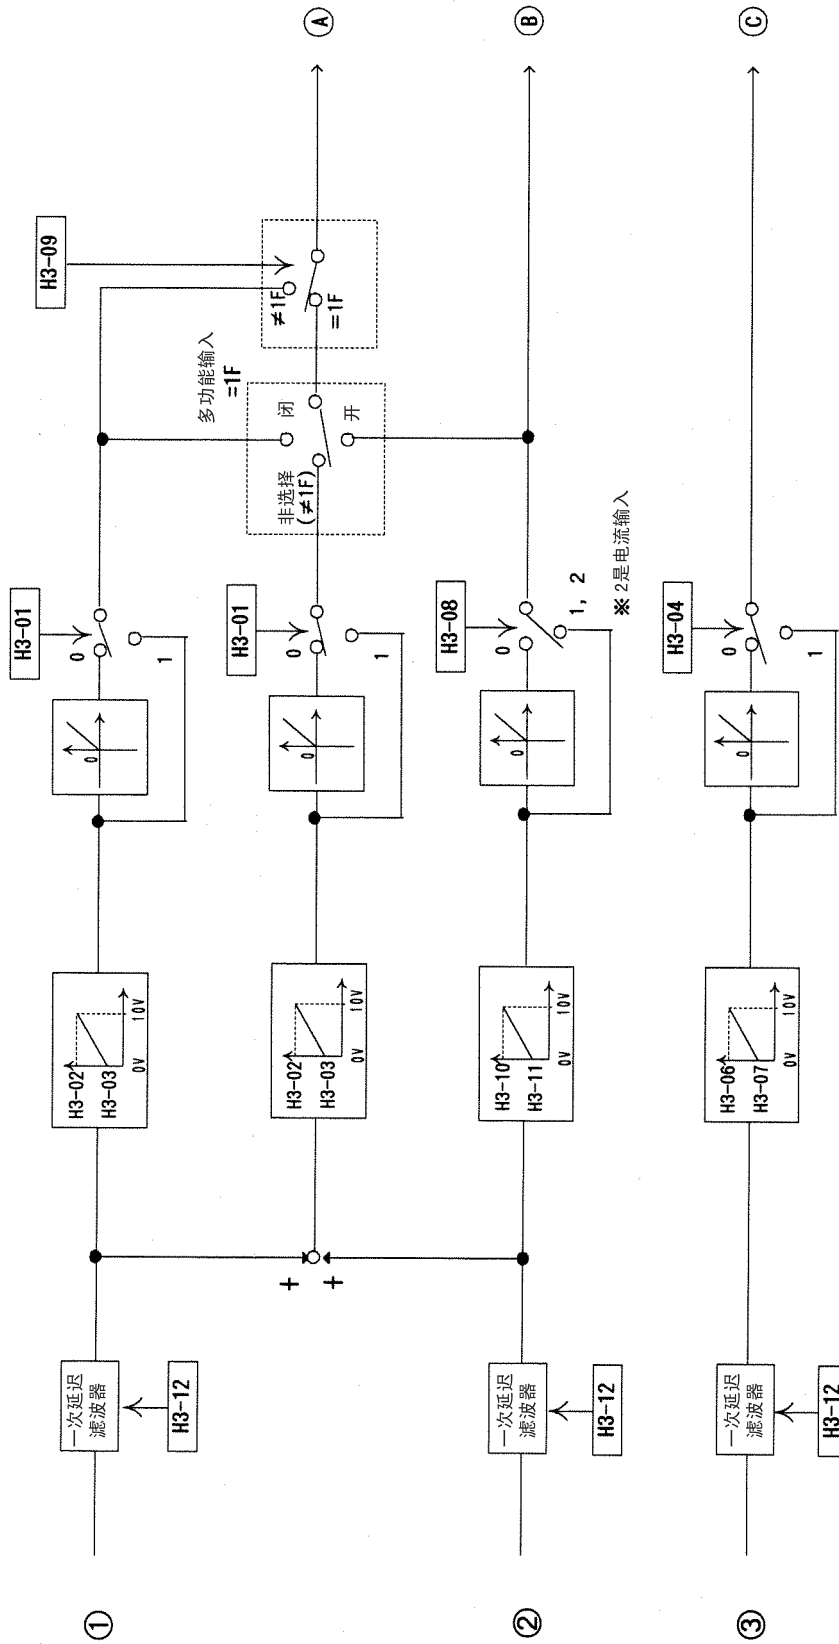 ①
一次延迟
滤波器
H3-12
H3-02
H3-03
0V
10V
0
H3-01
0
1
H3-09
≠1F
=1F
Ⓐ
+
+
H3-02
H3-03
0V
10V
0
H3-01
0
1
多功能输入
=1F
非选择
(≠1F)
闭
开
②
一次延迟
滤波器
H3-12
H3-10
H3-11
0V
10V
0
H3-08
0
1, 2
※ 2是电流输入
Ⓑ
③
一次延迟
滤波器
H3-12
H3-06
H3-07
0V
10V
0
H3-04
0
1
Ⓒ